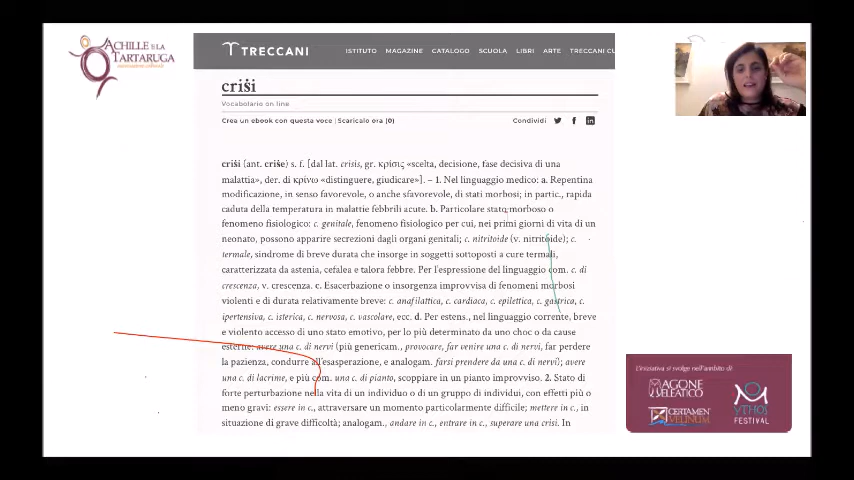 ACHILLE E LA
TARTARUGA
TRECCANI
ISTITUTO MAGAZINE CATALOGO SCUOLA LIBRI ARTE TRECCANI CU
criṡi
Vocabolario on line
Crea un ebook con questa voce | Scaricalo ora (0)
Condividi
criṡi (ant. criṡe) s. f. [dal lat. crisis, gr. κρίσις «scelta, decisione, fase decisiva di una
malattia», der. di κρίνω «distinguere, giudicare»]. – 1. Nel linguaggio medico: a. Repentina
modificazione, in senso favorevole, o anche sfavorevole, di stati morbosi; in partic., rapida
caduta della temperatura in malattie febbrili acute. b. Particolare stato morboso o
fenomeno fisiologico: c. genitale, fenomeno fisiologico per cui, nei primi giorni di vita di un
neonato, possono apparire secrezioni dagli organi genitali; c. nitritoide (v. nitritoide); c.
termale, sindrome di breve durata che insorge in soggetti sottoposti a cure termali,
caratterizzata da astenia, cefalea e talora febbre. Per l'espressione del linguaggio com. c. di
crescenza, v. crescenza. c. Esacerbazione o insorgenza improvvisa di fenomeni morbosi
violenti e di durata relativamente breve: c. anafilattica, c. cardiaca, c. epilettica, c. gastrica, c.
ipertensiva, c. isterica, c. nervosa, c. vascolare, ecc. d. Per estens., nel linguaggio corrente, breve
e violento accesso di uno stato emotivo, per lo più determinato da uno choc o da cause
esterne: avere una c. di nervi (più genericam., provocare, far venire una c. di nervi, far perdere
la pazienza, condurre all'esasperazione, e analogam. farsi prendere da una c. di nervi); avere
una c. di lacrime, e più com. una c. di pianto, scoppiare in un pianto improvviso. 2. Stato di
forte perturbazione nella vita di un individuo o di un gruppo di individui, con effetti più o
meno gravi: essere in c., attraversare un momento particolarmente difficile; mettere in c., in
situazione di grave difficoltà; analogam., andare in c., entrare in c., superare una crisi. In
L'iniziativa si svolge nell'ambito di
AGONE
ELEATICO
CERTAMEN
VELINUM
MYTHOS
FESTIVAL